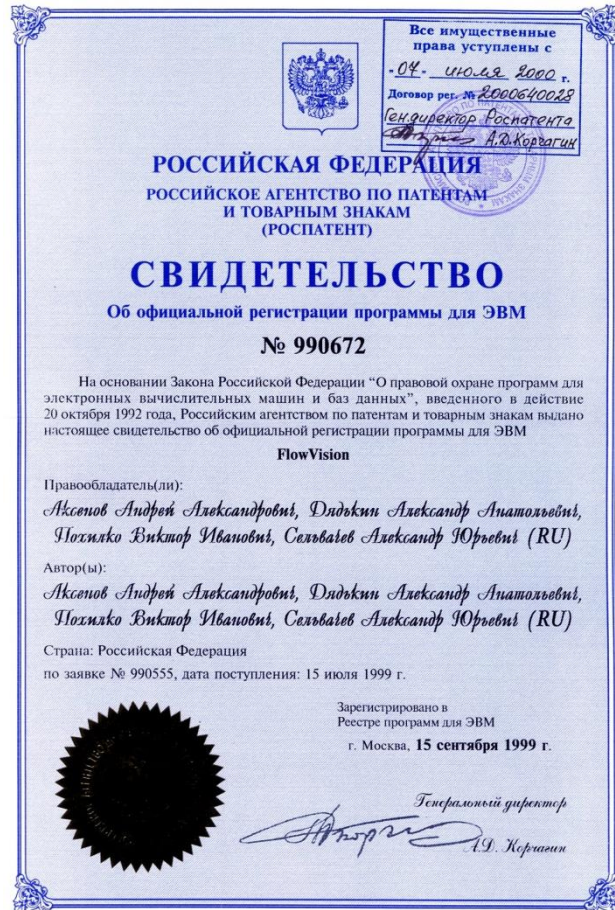 Все имущественные
права уступлены с
"04" июля 2000 г.
Договор рег. № 2000640028
Ген.директор Роспатента
А.Д.Корчагин
РОССИЙСКАЯ ФЕДЕРАЦИЯ
РОССИЙСКОЕ АГЕНТСТВО ПО ПАТЕНТАМ
И ТОВАРНЫМ ЗНАКАМ
(РОСПАТЕНТ)
СВИДЕТЕЛЬСТВО
Об официальной регистрации программы для ЭВМ
№ 990672
На основании Закона Российской Федерации “О правовой охране программ для
электронных вычислительных машин и баз данных”, введенного в действие
20 октября 1992 года, Российским агентством по патентам и товарным знакам выдано
настоящее свидетельство об официальной регистрации программы для ЭВМ
FlowVision
Правообладатель(ли):
Аксенов Андрей Александрович, Дядькин Александр Анатольевич,
Похилко Виктор Иванович, Сельвачев Александр Юрьевич (RU)
Автор(ы):
Аксенов Андрей Александрович, Дядькин Александр Анатольевич,
Похилко Виктор Иванович, Сельвачев Александр Юрьевич (RU)
Страна: Российская Федерация
по заявке № 990555, дата поступления: 15 июля 1999 г.
Зарегистрировано в
Реестре программ для ЭВМ
г. Москва, 15 сентября 1999 г.
Генеральный директор
А.Д. Корчагин